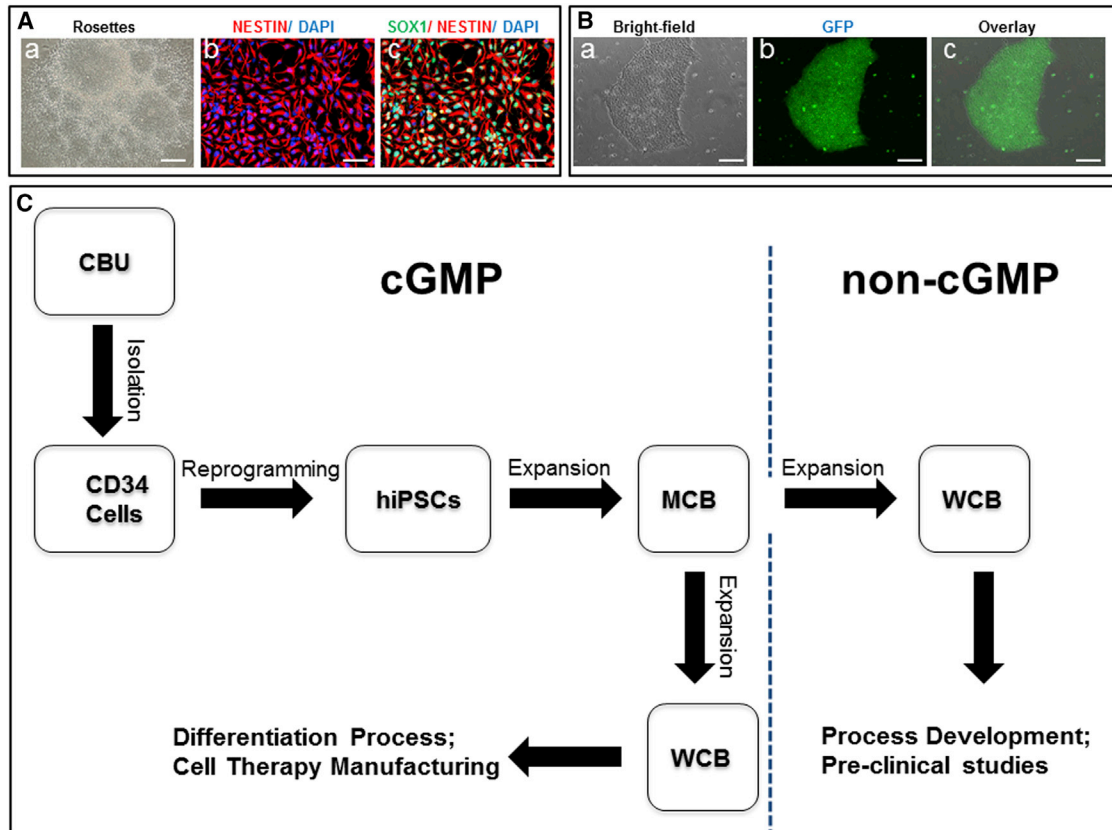 A
Rosettes
NESTIN/ DAPI
SOX1/ NESTIN/ DAPI
a
b
c
B
Bright-field
GFP
Overlay
a
b
c
C
CBU
cGMP
non-cGMP
Isolation
CD34
Cells
Reprogramming
hiPSCs
Expansion
MCB
Expansion
WCB
Expansion
Differentiation Process;
Cell Therapy Manufacturing
WCB
Process Development;
Pre-clinical studies